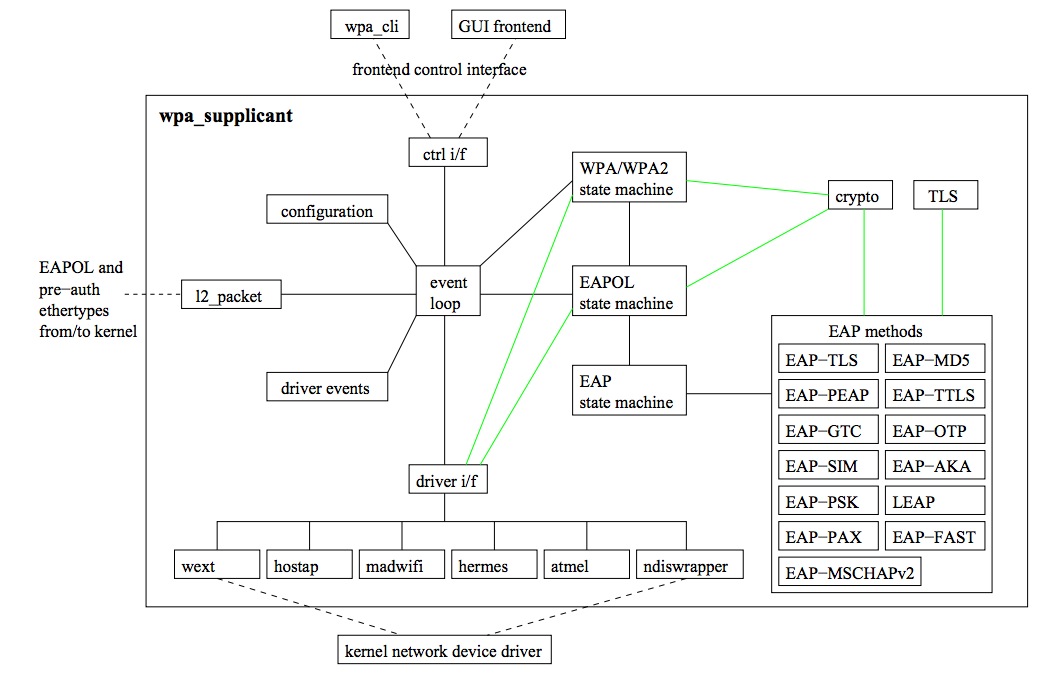 wpa_cli
GUI frontend
frontend control interface
wpa_supplicant
ctrl i/f
WPA/WPA2
state machine
crypto
TLS
configuration
EAPOL and
pre−auth
ethertypes
from/to kernel
l2_packet
event
loop
EAPOL
state machine
driver events
EAP
state machine
EAP methods
EAP−TLS
EAP−MD5
EAP−PEAP
EAP−TTLS
EAP−GTC
EAP−OTP
EAP−SIM
EAP−AKA
EAP−PSK
LEAP
EAP−PAX
EAP−FAST
EAP−MSCHAPv2
driver i/f
wext
hostap
madwifi
hermes
atmel
ndiswrapper
kernel network device driver